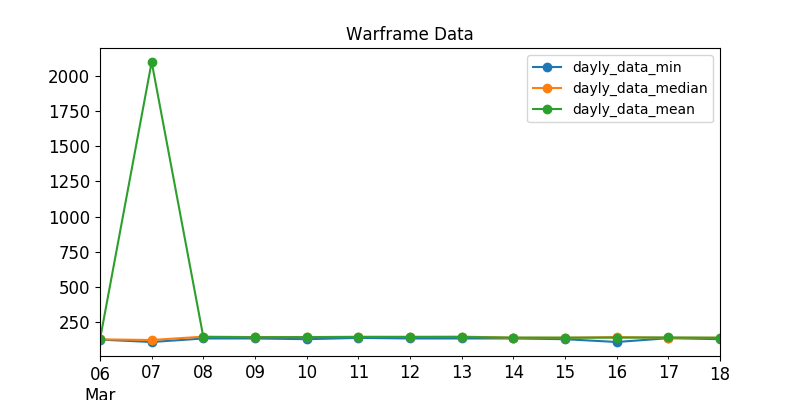 Warframe Data
dayly_data_min
dayly_data_median
dayly_data_mean
2000
1750
1500
1250
1000
750
500
250
06 07 08 09 10 11 12 13 14 15 16 17 18
Mar